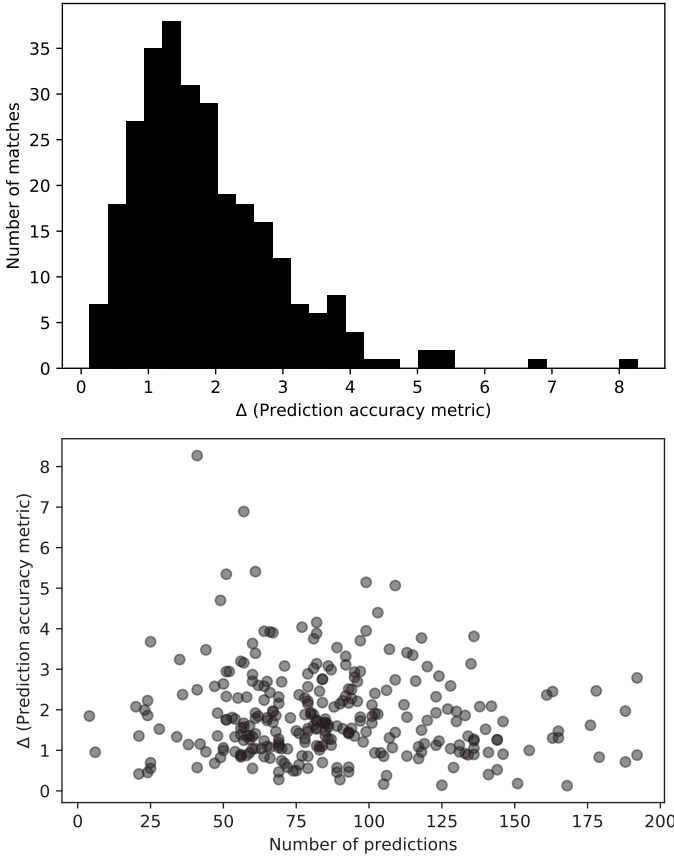 35
30
25
20
15
10
5
0
Number of matches
0 1 2 3 4 5 6 7 8
Δ (Prediction accuracy metric)
8
7
6
5
4
3
2
1
0
Δ (Prediction accuracy metric)
0 25 50 75 100 125 150 175 200
Number of predictions